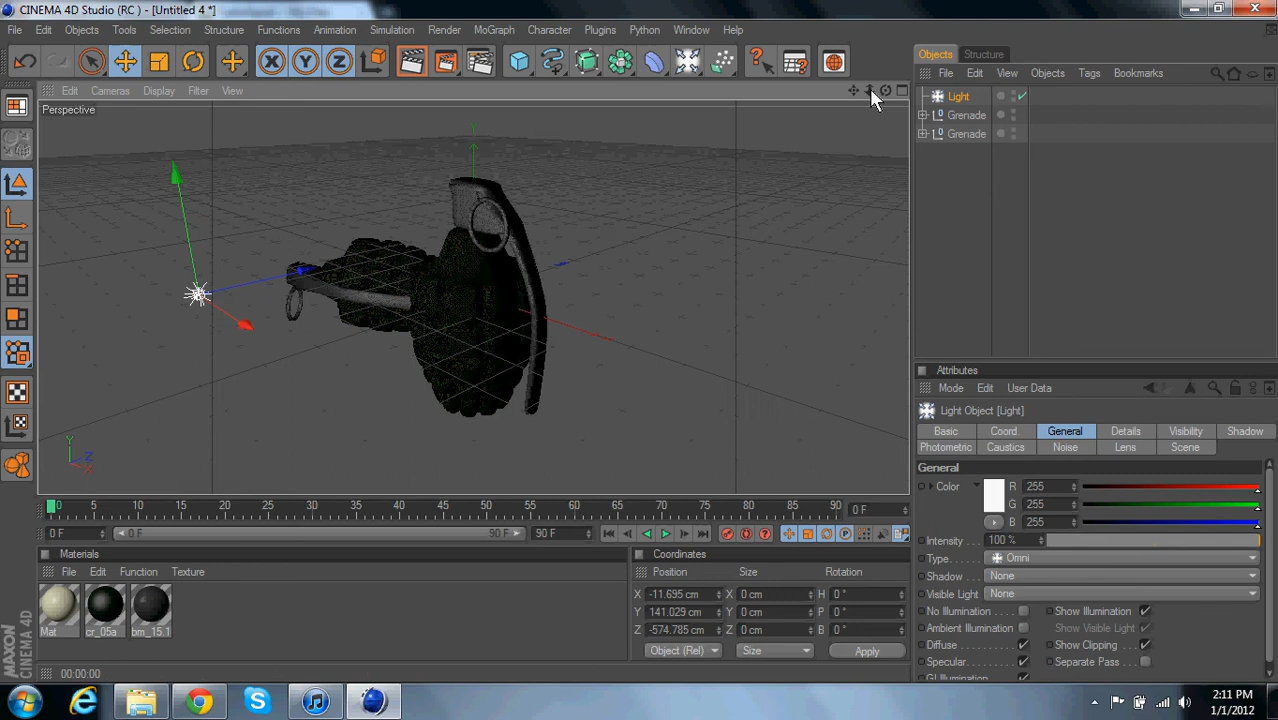 CINEMA 4D Studio (RC ) - [Untitled 4 *]
File Edit Objects Tools Selection Structure Functions Animation Simulation Render MoGraph Character Plugins Python Window Help
X Y Z
Objects Structure
File Edit View Objects Tags Bookmarks
Edit Cameras Display Filter View
Perspective
Light
Grenade
Grenade
Y
Z
X
Attributes
Mode Edit User Data
Light Object [Light]
Basic Coord. General Details Visibility Shadow
Photometric Caustics Noise Lens Scene
General
Color R 255
G 255
B 255
Intensity 100 %
Type Omni
Shadow None
Visible Light None
No Illumination Show Illumination
Ambient Illumination Show Visible Light
Diffuse Show Clipping
Specular Separate Pass
GI Illumination
0 5 10 15 20 25 30 35 40 45 50 55 60 65 70 75 80 85 90 0 F
0 F 0 F 90 F 90 F
Materials
File Edit Function Texture
Mat cr_05a bm_15.1
Coordinates
Position Size Rotation
X -11.695 cm X 0 cm H 0 °
Y 141.029 cm Y 0 cm P 0 °
Z -574.785 cm Z 0 cm B 0 °
Object (Rel) Size Apply
MAXON CINEMA 4D
00:00:00
2:11 PM
1/1/2012